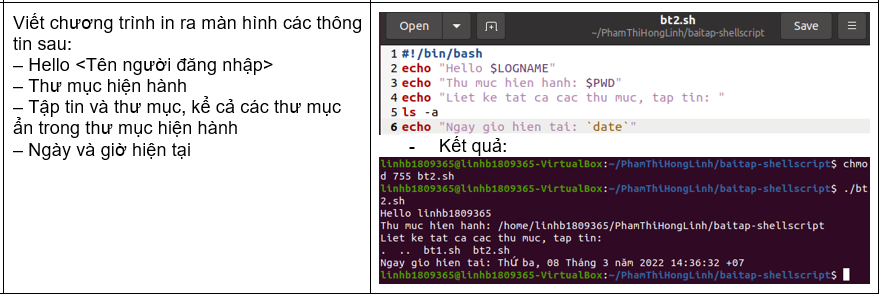 Viết chương trình in ra màn hình các thông
tin sau:
– Hello <Tên người đăng nhập>
– Thư mục hiện hành
– Tập tin và thư mục, kể cả các thư mục
ẩn trong thư mục hiện hành
– Ngày và giờ hiện tại
Open
bt2.sh
~/PhamThiHongLinh/baitap-shellscript
Save
1 #!/bin/bash
2 echo "Hello $LOGNAME"
3 echo "Thu muc hien hanh: $PWD"
4 echo "Liet ke tat ca cac thu muc, tap tin: "
5 ls -a
6 echo "Ngay gio hien tai: `date`"
- Kết quả:
linhb1809365@linhb1809365-VirtualBox:~/PhamThiHongLinh/baitap-shellscript$ chmo
d 755 bt2.sh
linhb1809365@linhb1809365-VirtualBox:~/PhamThiHongLinh/baitap-shellscript$ ./bt
2.sh
Hello linhb1809365
Thu muc hien hanh: /home/linhb1809365/PhamThiHongLinh/baitap-shellscript
Liet ke tat ca cac thu muc, tap tin:
. .. bt1.sh bt2.sh
Ngay gio hien tai: Thứ ba, 08 Tháng 3 năm 2022 14:36:32 +07
linhb1809365@linhb1809365-VirtualBox:~/PhamThiHongLinh/baitap-shellscript$